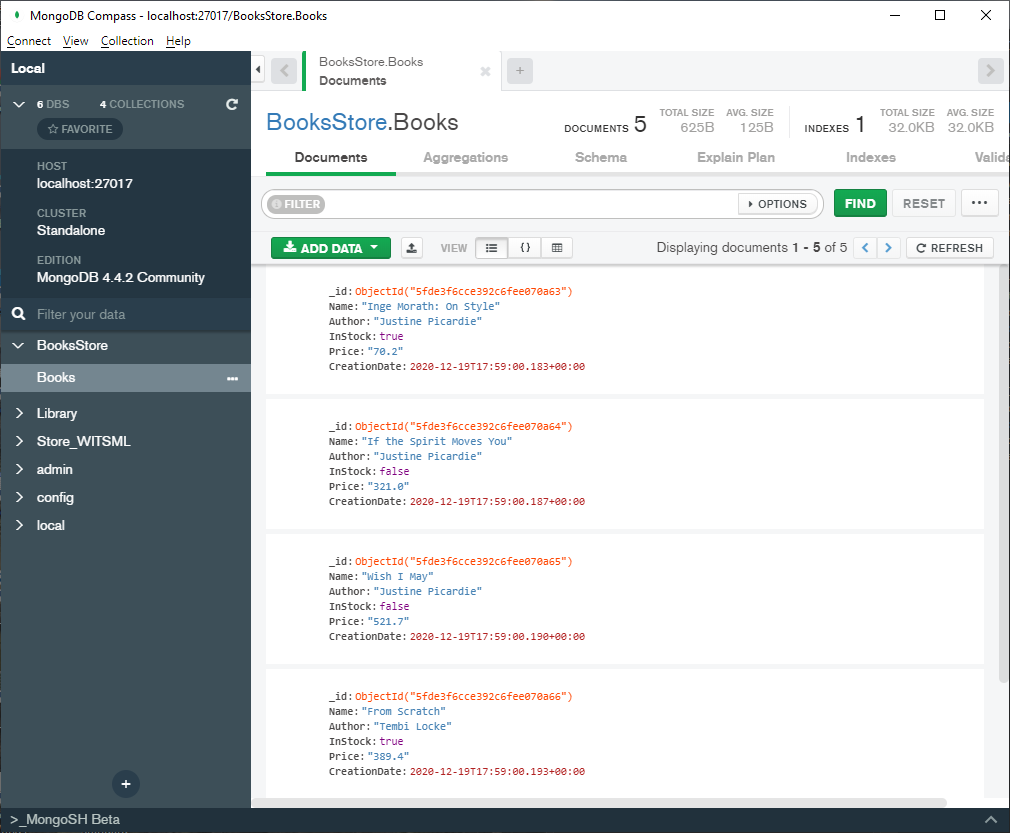 MongoDB Compass - localhost:27017/BooksStore.Books
Connect View Collection Help
Local
6 DBS 4 COLLECTIONS
FAVORITE
HOST
localhost:27017
CLUSTER
Standalone
EDITION
MongoDB 4.4.2 Community
Filter your data
BooksStore
Books
Library
Store_WITSML
admin
config
local
>_MongoSH Beta
BooksStore.Books
Documents
BooksStore.Books
DOCUMENTS 5
TOTAL SIZE 625B
AVG. SIZE 125B
INDEXES 1
TOTAL SIZE 32.0KB
AVG. SIZE 32.0KB
Documents Aggregations Schema Explain Plan Indexes Valida
FILTER OPTIONS FIND RESET ...
ADD DATA VIEW { } Displaying documents 1 - 5 of 5 REFRESH
_id: ObjectId("5fde3f6cce392c6fee070a63")
Name: "Inge Morath: On Style"
Author: "Justine Picardie"
InStock: true
Price: "70.2"
CreationDate: 2020-12-19T17:59:00.183+00:00
_id: ObjectId("5fde3f6cce392c6fee070a64")
Name: "If the Spirit Moves You"
Author: "Justine Picardie"
InStock: false
Price: "321.0"
CreationDate: 2020-12-19T17:59:00.187+00:00
_id: ObjectId("5fde3f6cce392c6fee070a65")
Name: "Wish I May"
Author: "Justine Picardie"
InStock: false
Price: "521.7"
CreationDate: 2020-12-19T17:59:00.190+00:00
_id: ObjectId("5fde3f6cce392c6fee070a66")
Name: "From Scratch"
Author: "Tembi Locke"
InStock: true
Price: "389.4"
CreationDate: 2020-12-19T17:59:00.193+00:00